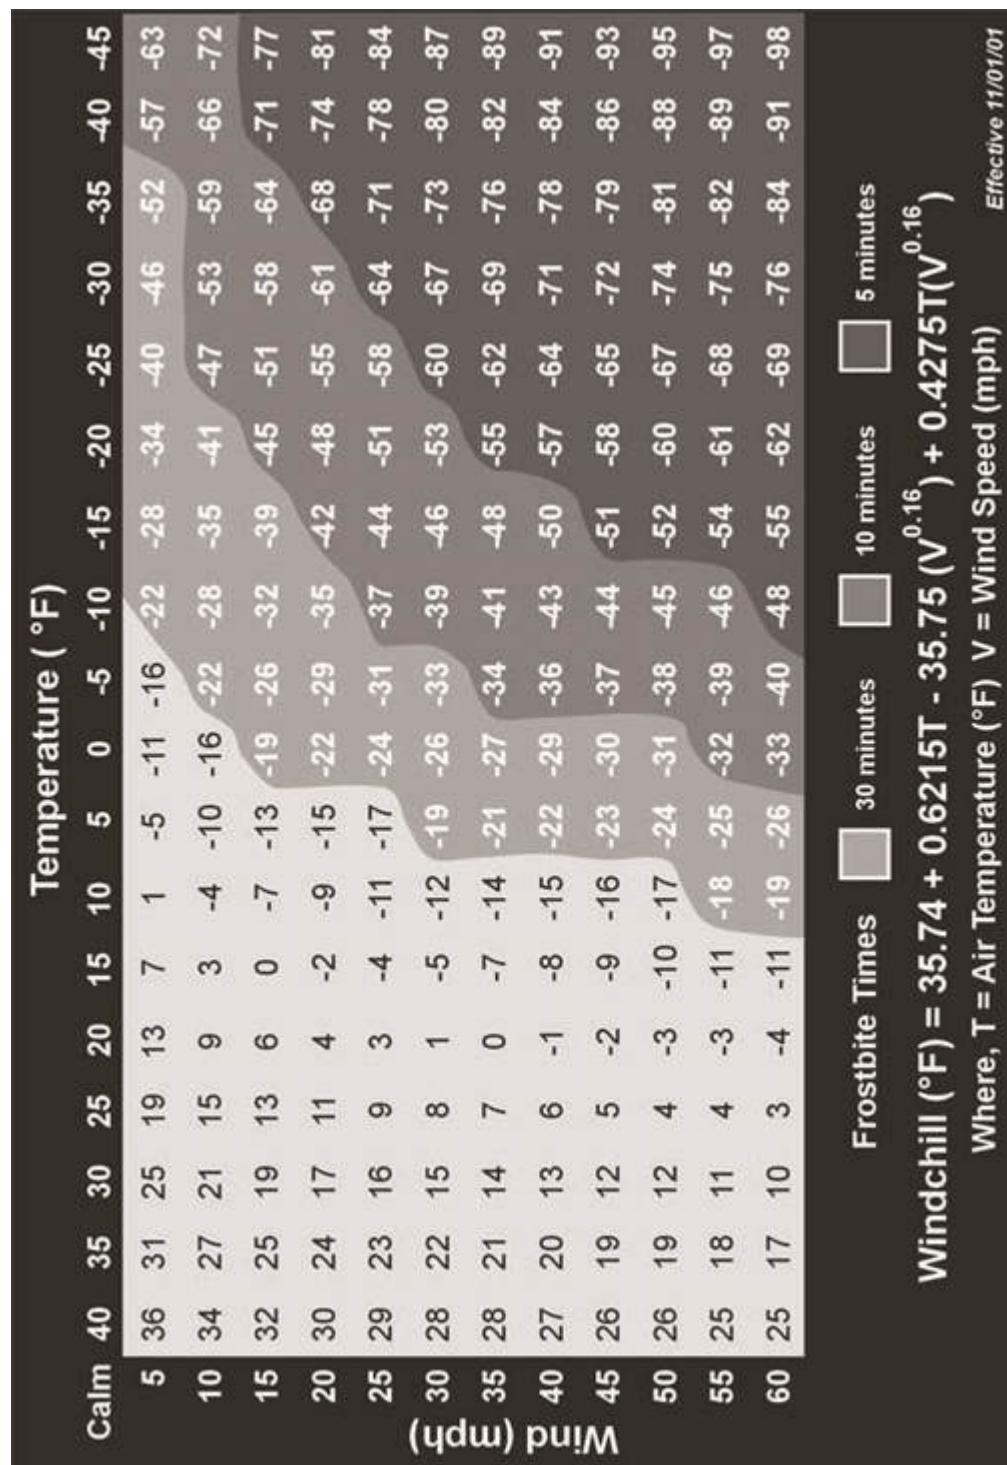 Temperature ( °F)
Calm 40 35 30 25 20 15 10 5 0 -5 -10 -15 -20 -25 -30 -35 -40 -45
5 36 31 25 19 13 7 1 -5 -11 -16 -22 -28 -34 -40 -46 -52 -57 -63
10 34 27 21 15 9 3 -4 -10 -16 -22 -28 -35 -41 -47 -53 -59 -66 -72
15 32 25 19 13 6 0 -7 -13 -19 -26 -32 -39 -45 -51 -58 -64 -71 -77
20 30 24 17 11 4 -2 -9 -15 -22 -29 -35 -42 -48 -55 -61 -68 -74 -81
25 29 23 16 9 3 -4 -11 -17 -24 -31 -37 -44 -51 -58 -64 -71 -78 -84
30 28 22 15 8 1 -5 -12 -19 -26 -33 -39 -46 -53 -60 -67 -73 -80 -87
35 28 21 14 7 0 -7 -14 -21 -27 -34 -41 -48 -55 -62 -69 -76 -82 -89
40 27 20 13 6 -1 -8 -15 -22 -29 -36 -43 -50 -57 -64 -71 -78 -84 -91
45 26 19 12 5 -2 -9 -16 -23 -30 -37 -44 -51 -58 -65 -72 -79 -86 -93
50 26 19 12 4 -3 -10 -17 -24 -31 -38 -45 -52 -60 -67 -74 -81 -88 -95
55 25 18 11 4 -3 -11 -18 -25 -32 -39 -46 -54 -61 -68 -75 -82 -89 -97
60 25 17 10 3 -4 -11 -19 -26 -33 -40 -48 -55 -62 -69 -76 -84 -91 -98
Wind (mph)
Frostbite Times 30 minutes 10 minutes 5 minutes
Windchill (°F) = 35.74 + 0.6215T - 35.75 (V^0.16) + 0.4275T(V^0.16)
Where, T = Air Temperature (°F) V = Wind Speed (mph)
Effective 11/01/01